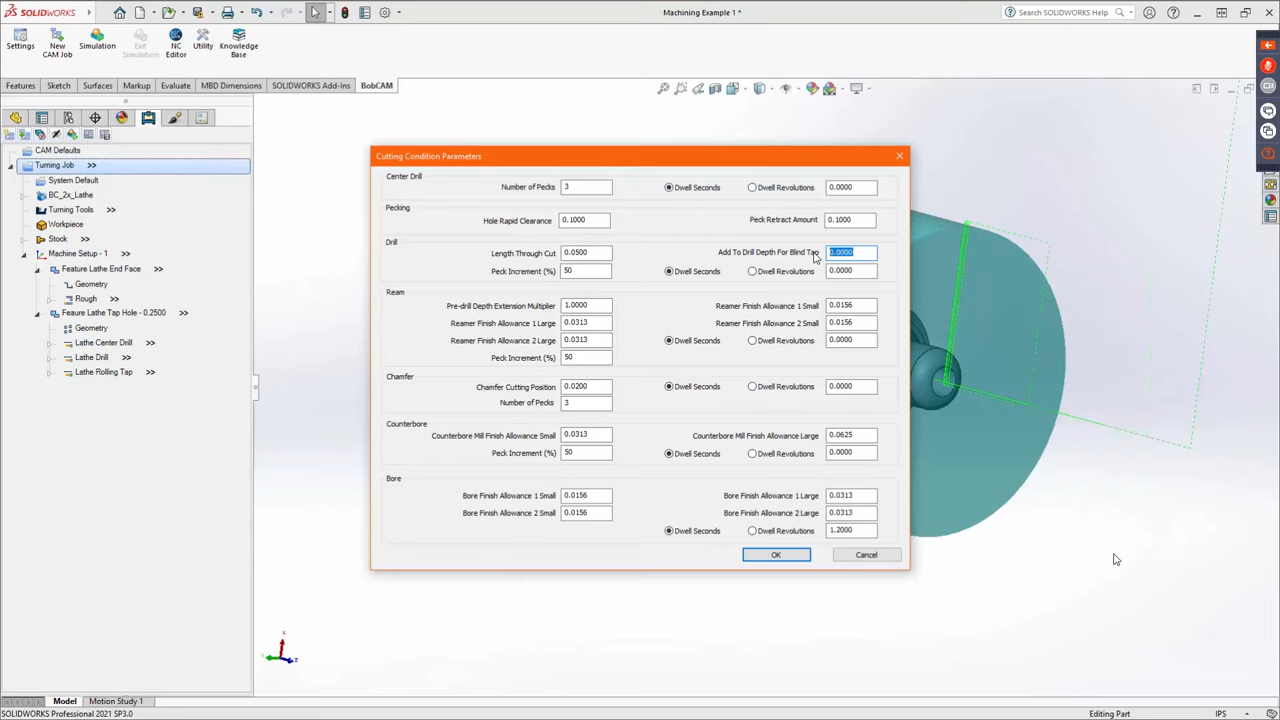 SOLIDWORKS
Machining Example 1 *
Search SOLIDWORKS Help
Settings
New CAM Job
Simulation
Exit Simulation
NC Editor
Utility
Knowledge Base
Features
Sketch
Surfaces
Markup
Evaluate
MBD Dimensions
SOLIDWORKS Add-Ins
BobCAM
CAM Defaults
Turning Job >>
System Default
BC_2x_Lathe
Turning Tools >>
Workpiece
Stock >>
Machine Setup - 1 >>
Feature Lathe End Face
Geometry
Rough >>
Feaure Lathe Tap Hole - 0.2500 >>
Geometry
Lathe Center Drill >>
Lathe Drill >>
Lathe Rolling Tap >>
Cutting Condition Parameters
Center Drill
Number of Pecks 3 Dwell Seconds Dwell Revolutions 0.0000
Pecking
Hole Rapid Clearance 0.1000 Peck Retract Amount 0.1000
Drill
Length Through Cut 0.0500 Add To Drill Depth For Blind Tap 0.0000
Peck Increment (%) 50 Dwell Seconds Dwell Revolutions 0.0000
Ream
Pre-drill Depth Extension Multiplier 1.0000 Reamer Finish Allowance 1 Small 0.0156
Reamer Finish Allowance 1 Large 0.0313 Reamer Finish Allowance 2 Small 0.0156
Reamer Finish Allowance 2 Large 0.0313 Dwell Seconds Dwell Revolutions 0.0000
Peck Increment (%) 50
Chamfer
Chamfer Cutting Position 0.0200 Dwell Seconds Dwell Revolutions 0.0000
Number of Pecks 3
Counterbore
Counterbore Mill Finish Allowance Small 0.0313 Counterbore Mill Finish Allowance Large 0.0625
Peck Increment (%) 50 Dwell Seconds Dwell Revolutions 0.0000
Bore
Bore Finish Allowance 1 Small 0.0156 Bore Finish Allowance 1 Large 0.0313
Bore Finish Allowance 2 Small 0.0156 Bore Finish Allowance 2 Large 0.0313
Dwell Seconds Dwell Revolutions 1.2000
OK Cancel
Model Motion Study 1
SOLIDWORKS Professional 2021 SP3.0
Editing Part
IPS